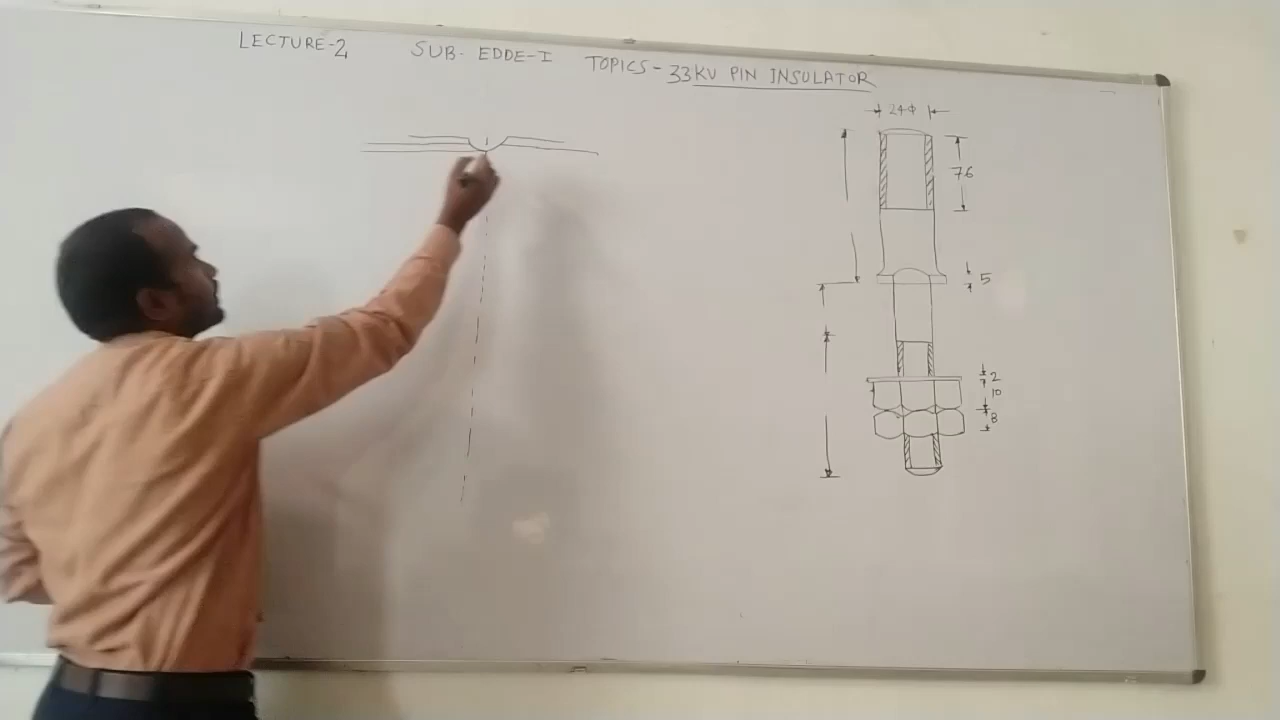 LECTURE-2 SUB- EDDE-I TOPICS- 33KV PIN INSULATOR
24Φ
76
5
2
10
8